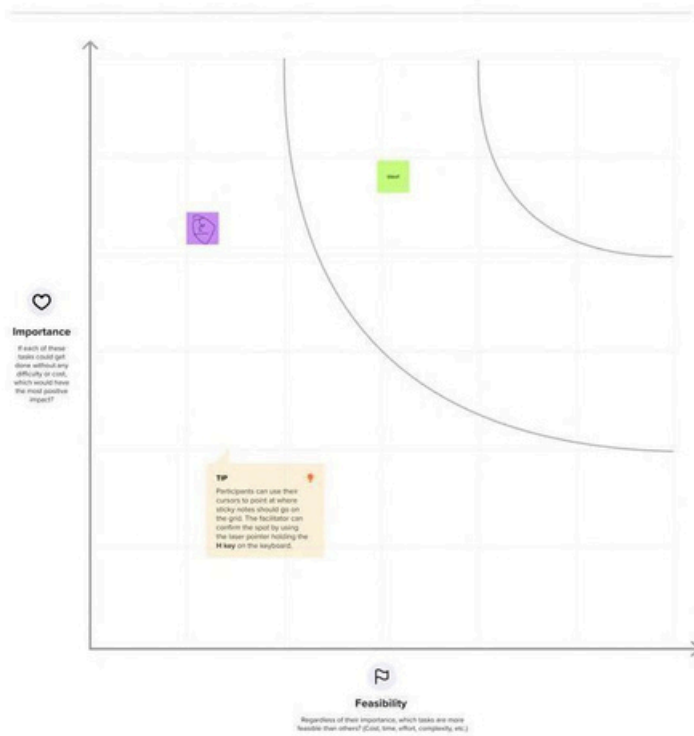 Importance
If each of these
tasks could get
done without any
difficulty or cost,
which would have
the most positive
impact?
TIP
Participants can use their
cursors to point at where
sticky notes should go on
the grid. The facilitator can
confirm the spot by using
the laser pointer holding the
H key on the keyboard.
Feasibility
Regardless of their importance, which tasks are more
feasible than others? (Cost, time, effort, complexity, etc.)